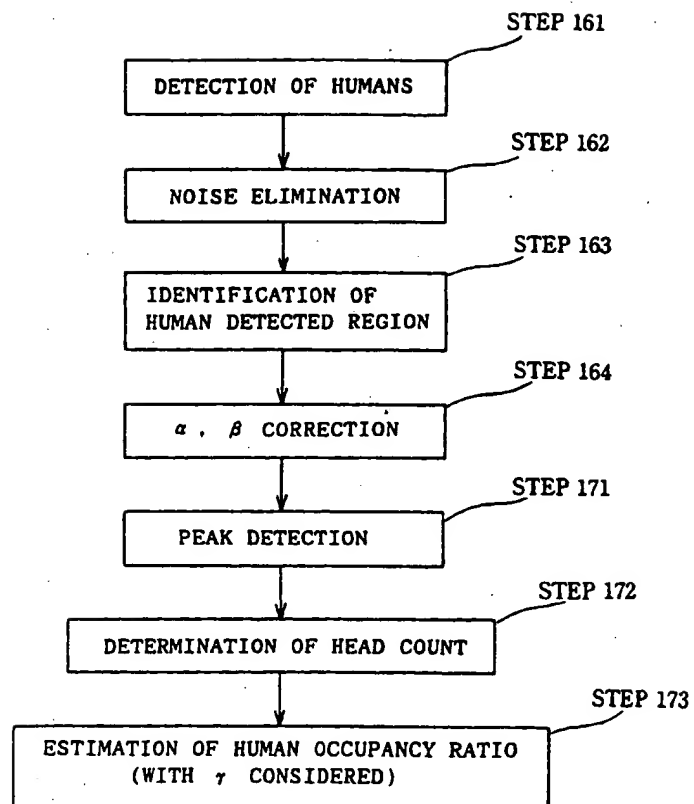 STEP 161
DETECTION OF HUMANS
STEP 162
NOISE ELIMINATION
STEP 163
IDENTIFICATION OF
HUMAN DETECTED REGION
STEP 164
α , β CORRECTION
STEP 171
PEAK DETECTION
STEP 172
DETERMINATION OF HEAD COUNT
STEP 173
ESTIMATION OF HUMAN OCCUPANCY RATIO
(WITH γ CONSIDERED)